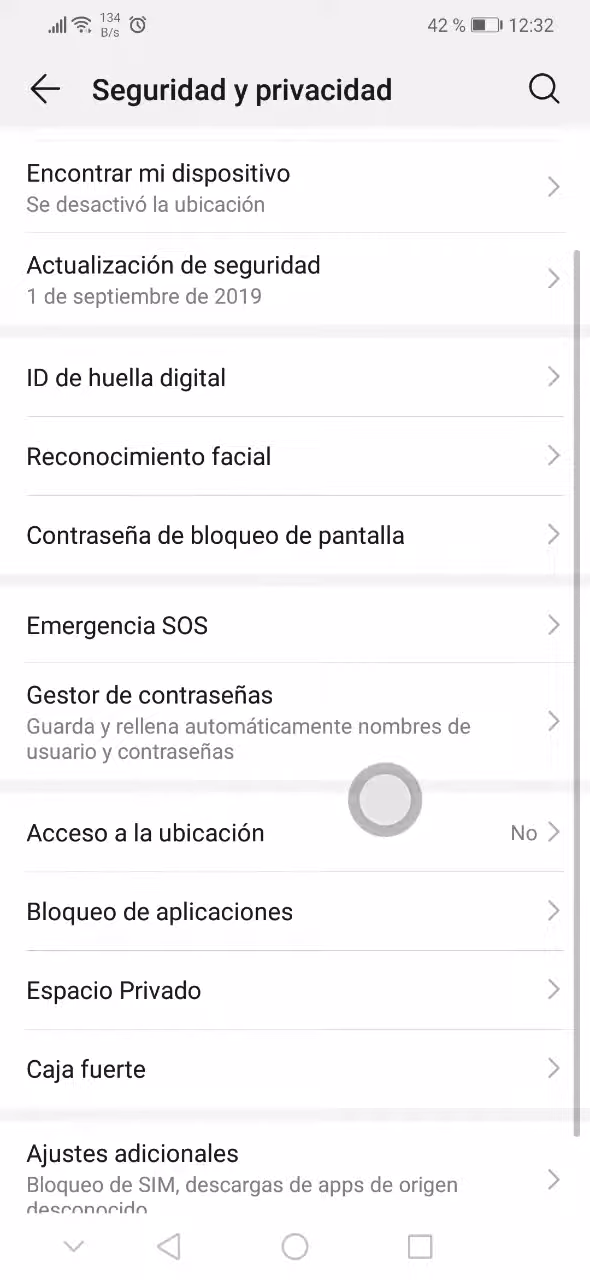 134
B/s
42 %
12:32
Seguridad y privacidad
Encontrar mi dispositivo
Se desactivó la ubicación
Actualización de seguridad
1 de septiembre de 2019
ID de huella digital
Reconocimiento facial
Contraseña de bloqueo de pantalla
Emergencia SOS
Gestor de contraseñas
Guarda y rellena automáticamente nombres de
usuario y contraseñas
Acceso a la ubicación
No
Bloqueo de aplicaciones
Espacio Privado
Caja fuerte
Ajustes adicionales
Bloqueo de SIM, descargas de apps de origen
desconocido